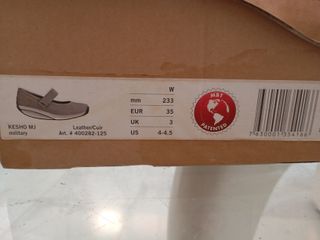 W
mm 233
EUR 35
UK 3
US 4-4.5
KESHO MJ Leather/Cuir
military Art. # 400282-125
MBT
PATENTED